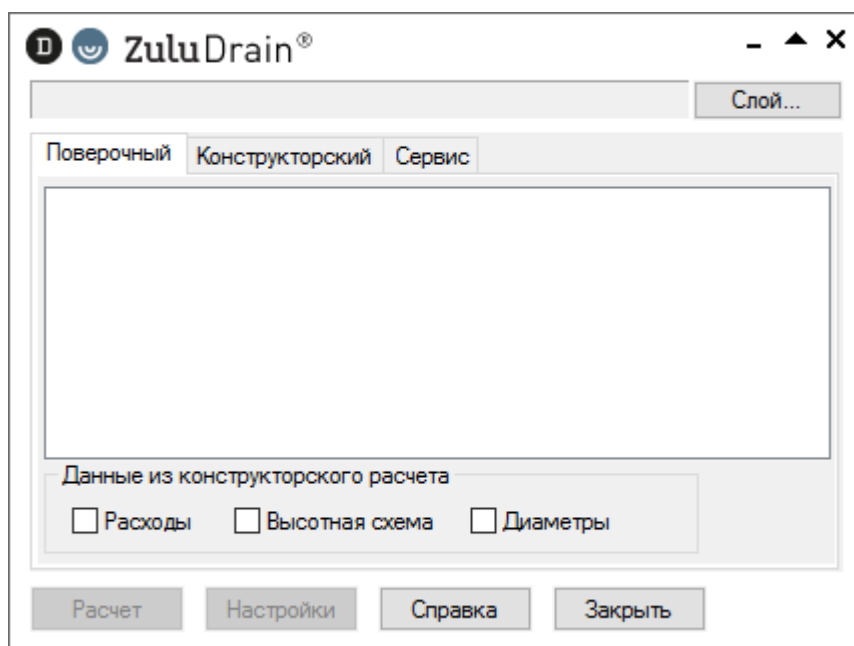 D ZuluDrain®
Слой...
Поверочный Конструкторский Сервис
Данные из конструкторского расчета
Расходы Высотная схема Диаметры
Расчет Настройки Справка Закрыть